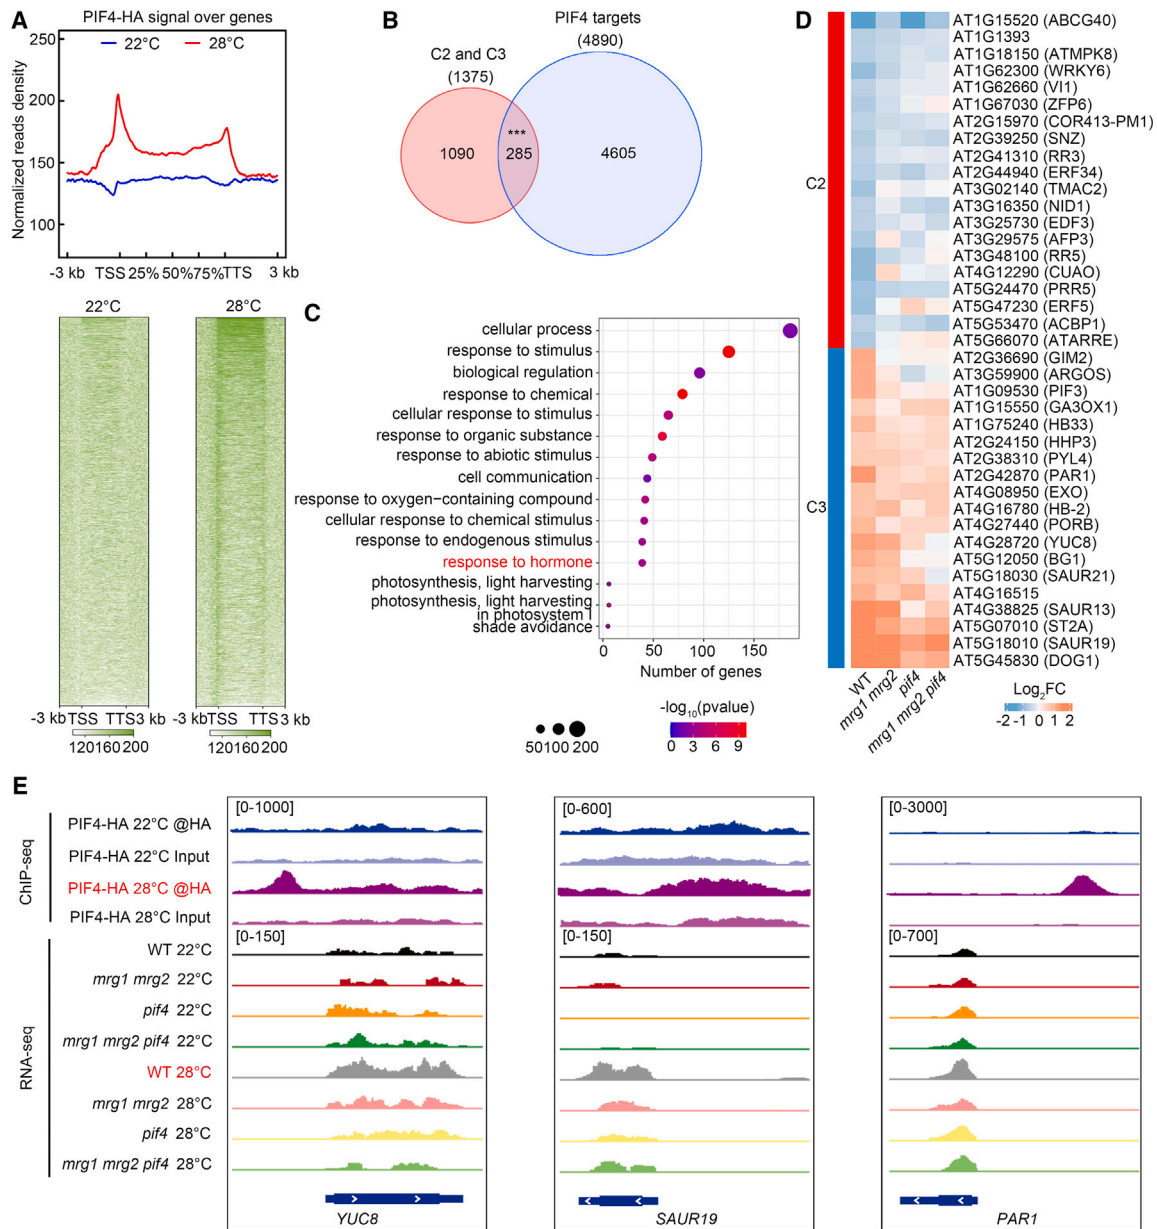 A
PIF4-HA signal over genes
22°C 28°C
Normalized reads density
250
200
150
100
-3 kb TSS 25% 50% 75% TTS 3 kb
22°C 28°C
-3 kb TSS TTS 3 kb
-3 kb TSS TTS 3 kb
120 160 200
120 160 200
B
PIF4 targets
(4890)
C2 and C3
(1375)
***
1090 285 4605
C
cellular process
response to stimulus
biological regulation
response to chemical
cellular response to stimulus
response to organic substance
response to abiotic stimulus
cell communication
response to oxygen−containing compound
cellular response to chemical stimulus
response to endogenous stimulus
response to hormone
photosynthesis, light harvesting
photosynthesis, light harvesting
in photosystem I
shade avoidance
0 50 100 150
Number of genes
50 100 200
-log10(pvalue)
0 3 6 9
D
C2
C3
AT1G15520 (ABCG40)
AT1G1393
AT1G18150 (ATMPK8)
AT1G62300 (WRKY6)
AT1G62660 (VI1)
AT1G67030 (ZFP6)
AT2G15970 (COR413-PM1)
AT2G39250 (SNZ)
AT2G41310 (RR3)
AT2G44940 (ERF34)
AT3G02140 (TMAC2)
AT3G16350 (NID1)
AT3G25730 (EDF3)
AT3G29575 (AFP3)
AT3G48100 (RR5)
AT4G12290 (CUAO)
AT5G24470 (PRR5)
AT5G47230 (ERF5)
AT5G53470 (ACBP1)
AT5G66070 (ATARRE)
AT2G36690 (GIM2)
AT3G59900 (ARGOS)
AT1G09530 (PIF3)
AT1G15550 (GA3OX1)
AT1G75240 (HB33)
AT2G24150 (HHP3)
AT2G38310 (PYL4)
AT2G42870 (PAR1)
AT4G08950 (EXO)
AT4G16780 (HB-2)
AT4G27440 (PORB)
AT4G28720 (YUC8)
AT5G12050 (BG1)
AT5G18030 (SAUR21)
AT4G16515
AT4G38825 (SAUR13)
AT5G07010 (ST2A)
AT5G18010 (SAUR19)
AT5G45830 (DOG1)
WT
mrg1 mrg2
pif4
mrg1 mrg2 pif4
Log2FC
-2 -1 0 1 2
E
ChIP-seq
RNA-seq
[0-1000] [0-600] [0-3000]
PIF4-HA 22°C @HA
PIF4-HA 22°C Input
PIF4-HA 28°C @HA
PIF4-HA 28°C Input
[0-150] [0-150] [0-700]
WT 22°C
mrg1 mrg2 22°C
pif4 22°C
mrg1 mrg2 pif4 22°C
WT 28°C
mrg1 mrg2 28°C
pif4 28°C
mrg1 mrg2 pif4 28°C
YUC8 SAUR19 PAR1